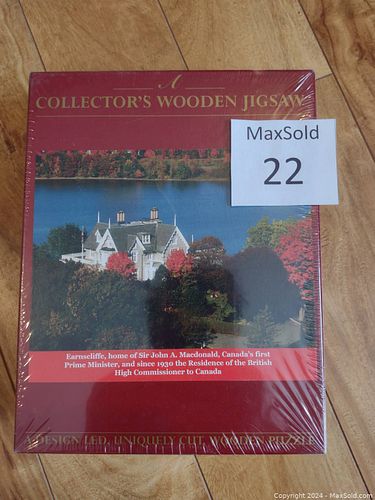 A
COLLECTOR'S WOODEN JIGSAW
MaxSold
22
Earnscliffe, home of Sir John A. Macdonald, Canada's first
Prime Minister, and since 1930 the Residence of the British
High Commissioner to Canada
A DESIGN LED, UNIQUELY CUT, WOODEN PUZZLE
Copyright © 2024 - MaxSold.com